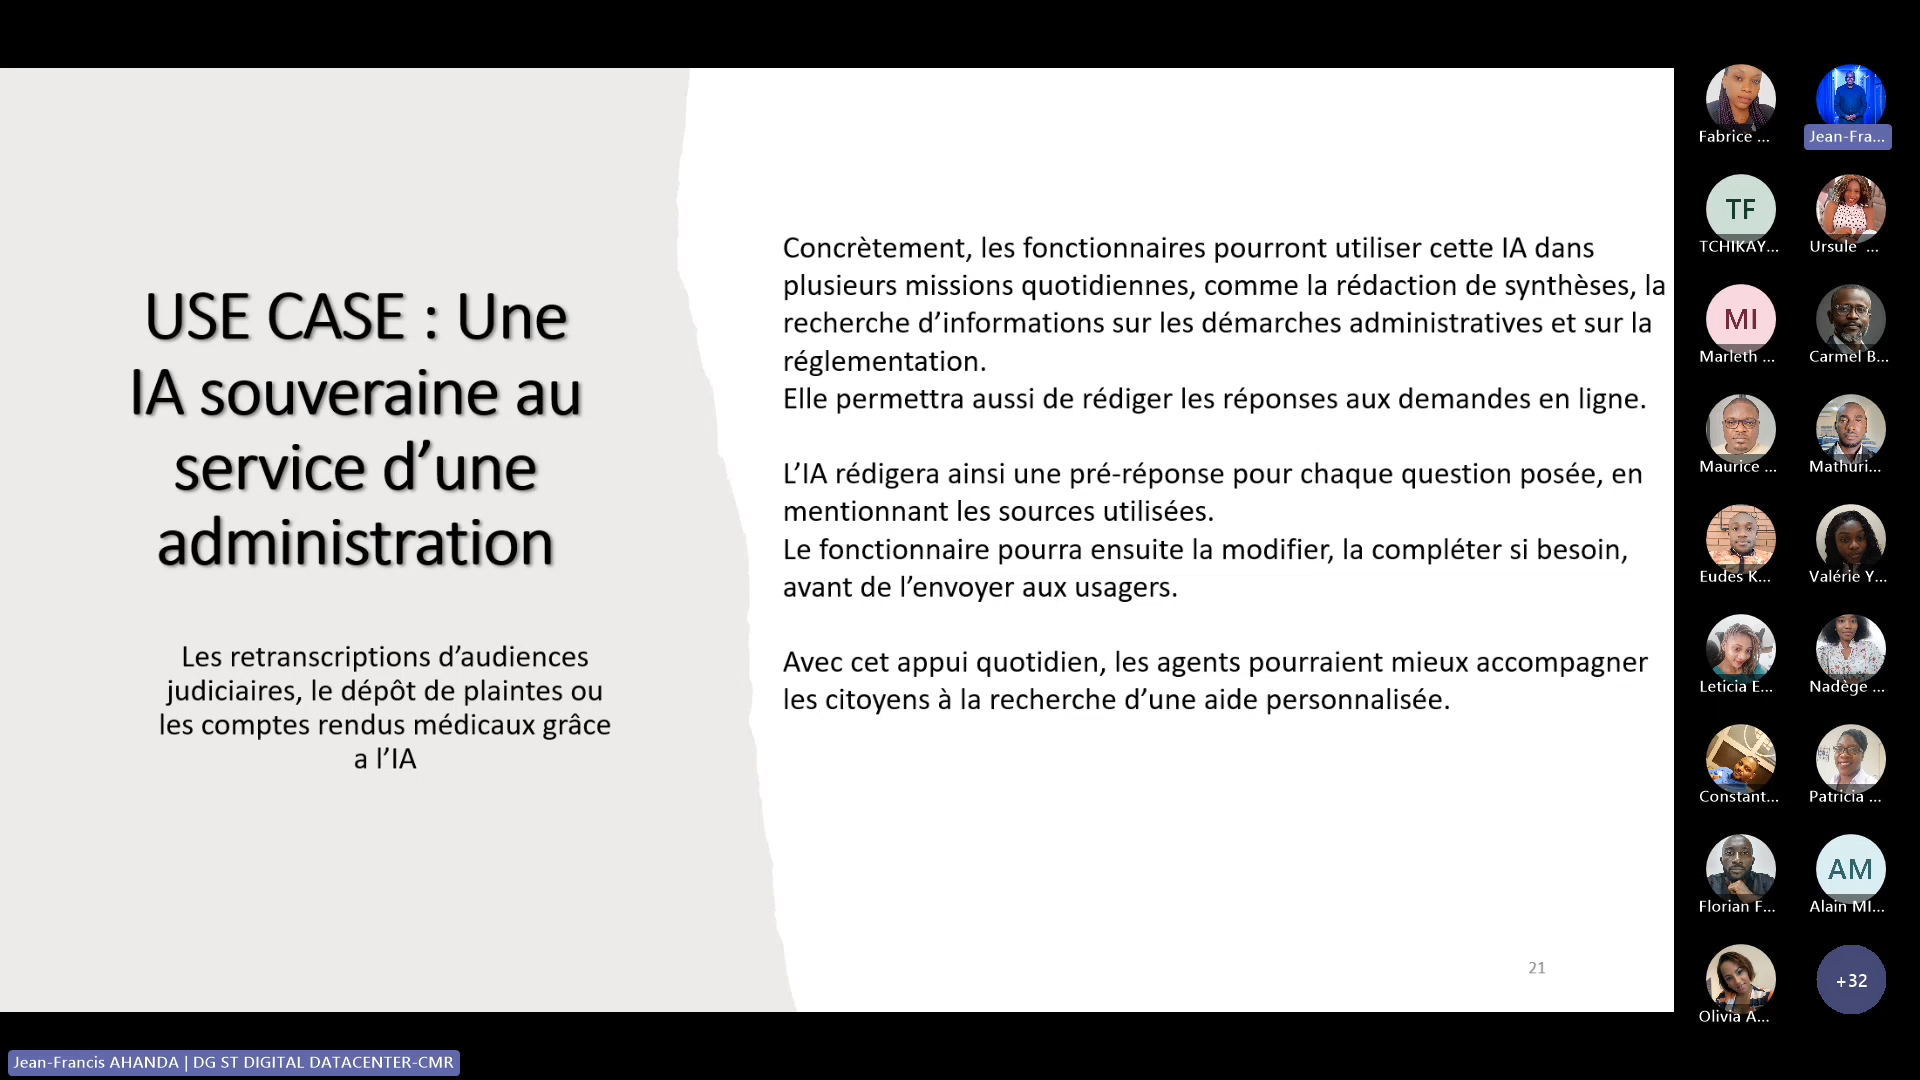 USE CASE : Une
IA souveraine au
service d’une
administration
Les retranscriptions d’audiences
judiciaires, le dépôt de plaintes ou
les comptes rendus médicaux grâce
a l’IA
Concrètement, les fonctionnaires pourront utiliser cette IA dans
plusieurs missions quotidiennes, comme la rédaction de synthèses, la
recherche d’informations sur les démarches administratives et sur la
réglementation.
Elle permettra aussi de rédiger les réponses aux demandes en ligne.
L’IA rédigera ainsi une pré-réponse pour chaque question posée, en
mentionnant les sources utilisées.
Le fonctionnaire pourra ensuite la modifier, la compléter si besoin,
avant de l’envoyer aux usagers.
Avec cet appui quotidien, les agents pourraient mieux accompagner
les citoyens à la recherche d’une aide personnalisée.
21
Fabrice ...
Jean-Fra...
TF
TCHIKAY...
Ursule ...
MI
Marleth ...
Carmel B...
Maurice ...
Mathuri...
Eudes K...
Valérie Y...
Leticia E...
Nadège ...
Constant...
Patricia ...
Florian F...
AM
Alain MI...
Olivia A...
+32
Jean-Francis AHANDA | DG ST DIGITAL DATACENTER-CMR